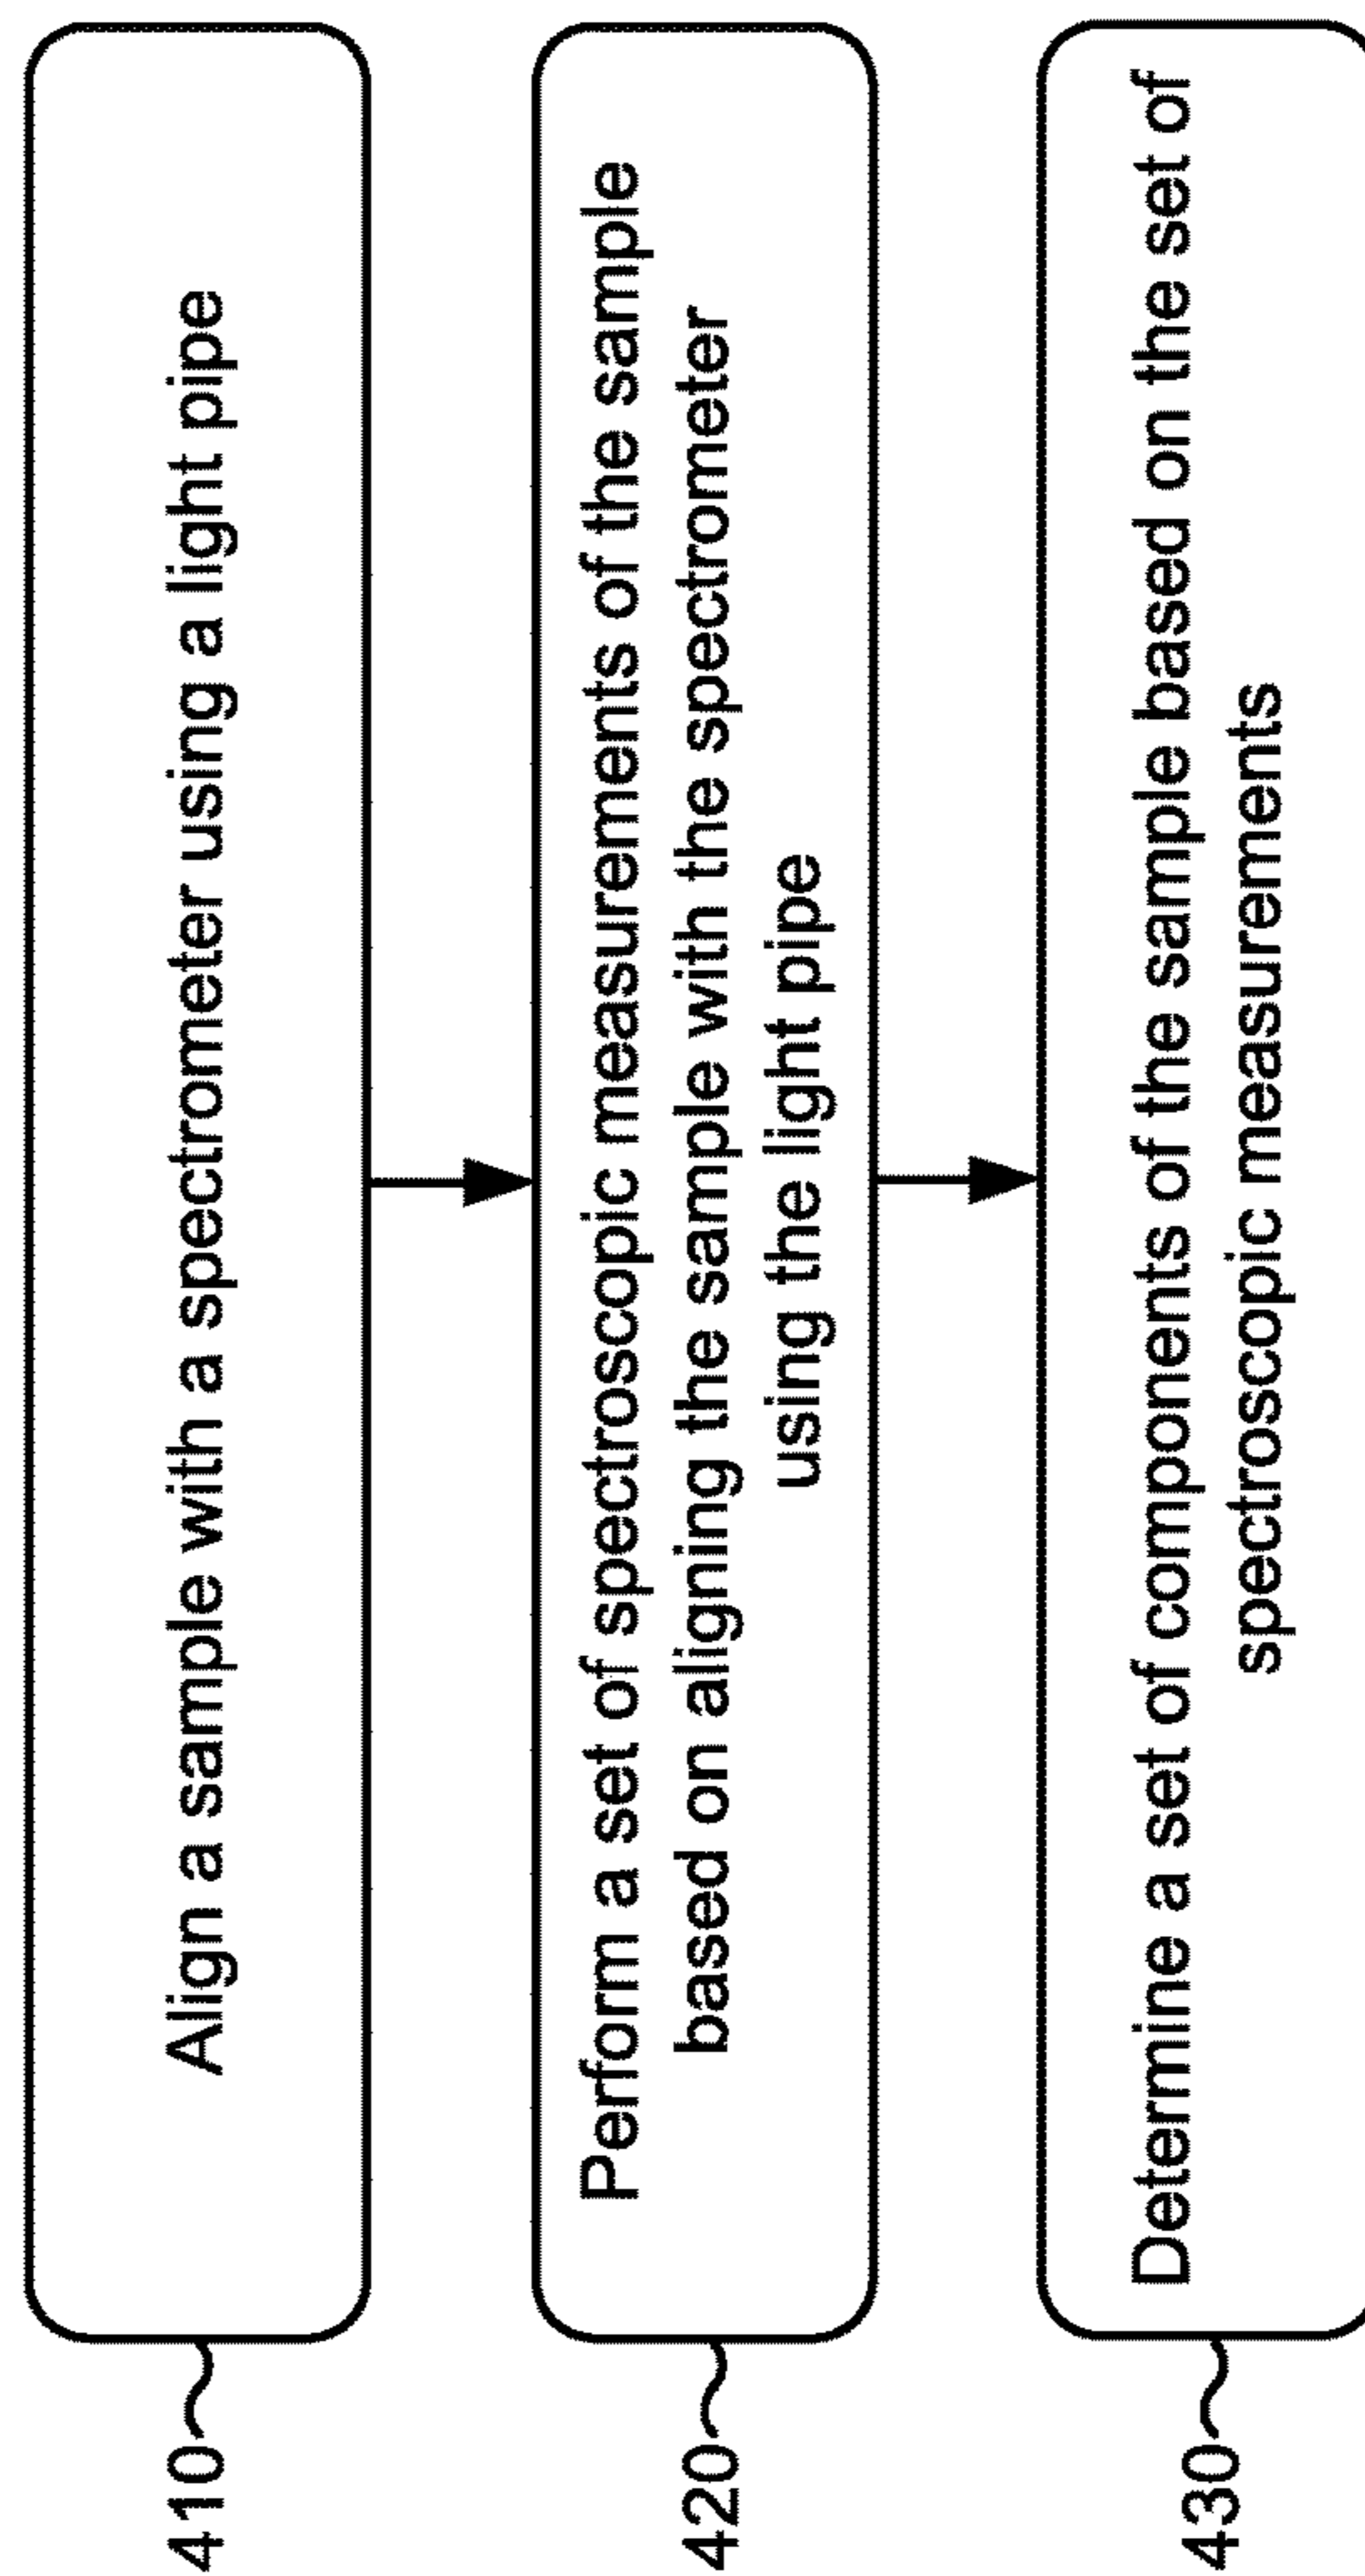 410
Align a sample with a spectrometer using a light pipe
420
Perform a set of spectroscopic measurements of the sample
based on aligning the sample with the spectrometer
using the light pipe
430
Determine a set of components of the sample based on the set of
spectroscopic measurements